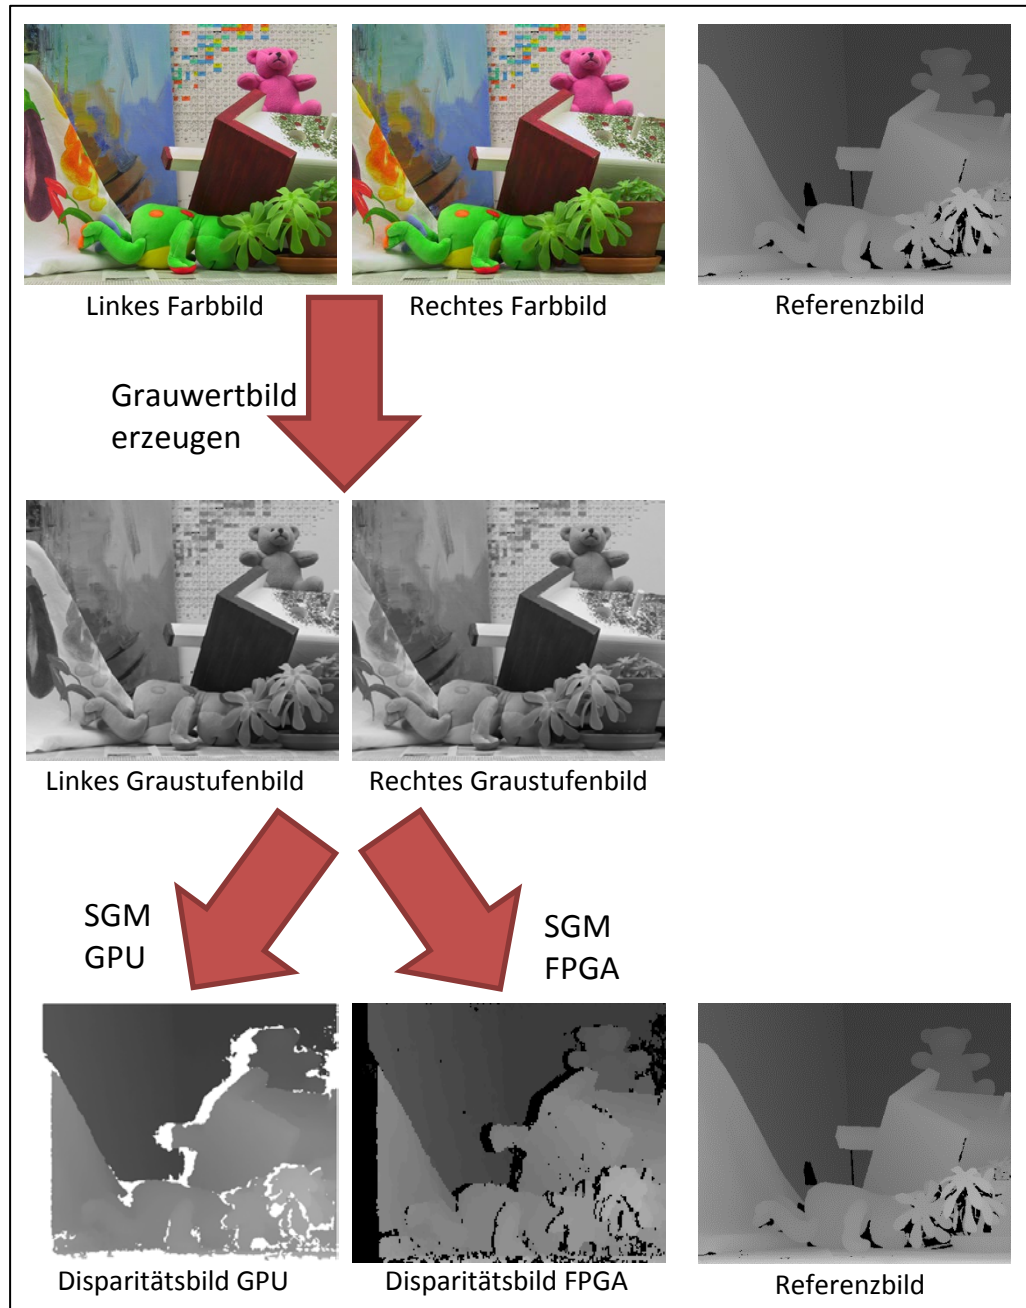 Linkes Farbbild
Rechtes Farbbild
Referenzbild
Grauwertbild
erzeugen
Linkes Graustufenbild
Rechtes Graustufenbild
SGM
GPU
SGM
FPGA
Disparitätsbild GPU
Disparitätsbild FPGA
Referenzbild